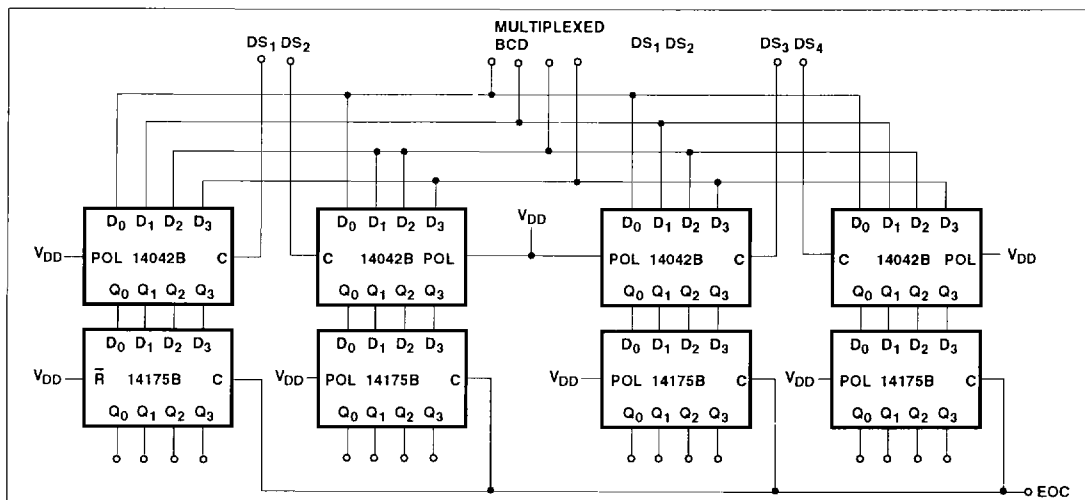 MULTIPLEXED
DS1 DS2 BCD DS1 DS2 DS3 DS4
D0 D1 D2 D3 D0 D1 D2 D3 VDD D0 D1 D2 D3 D0 D1 D2 D3
VDD POL 14042B C C 14042B POL POL 14042B C C 14042B POL VDD
Q0 Q1 Q2 Q3 Q0 Q1 Q2 Q3 Q0 Q1 Q2 Q3 Q0 Q1 Q2 Q3
D0 D1 D2 D3 D0 D1 D2 D3 D0 D1 D2 D3 D0 D1 D2 D3
VDD R̅ 14175B C VDD POL 14175B C VDD POL 14175B C VDD POL 14175B C
Q0 Q1 Q2 Q3 Q0 Q1 Q2 Q3 Q0 Q1 Q2 Q3 Q0 Q1 Q2 Q3
EOC